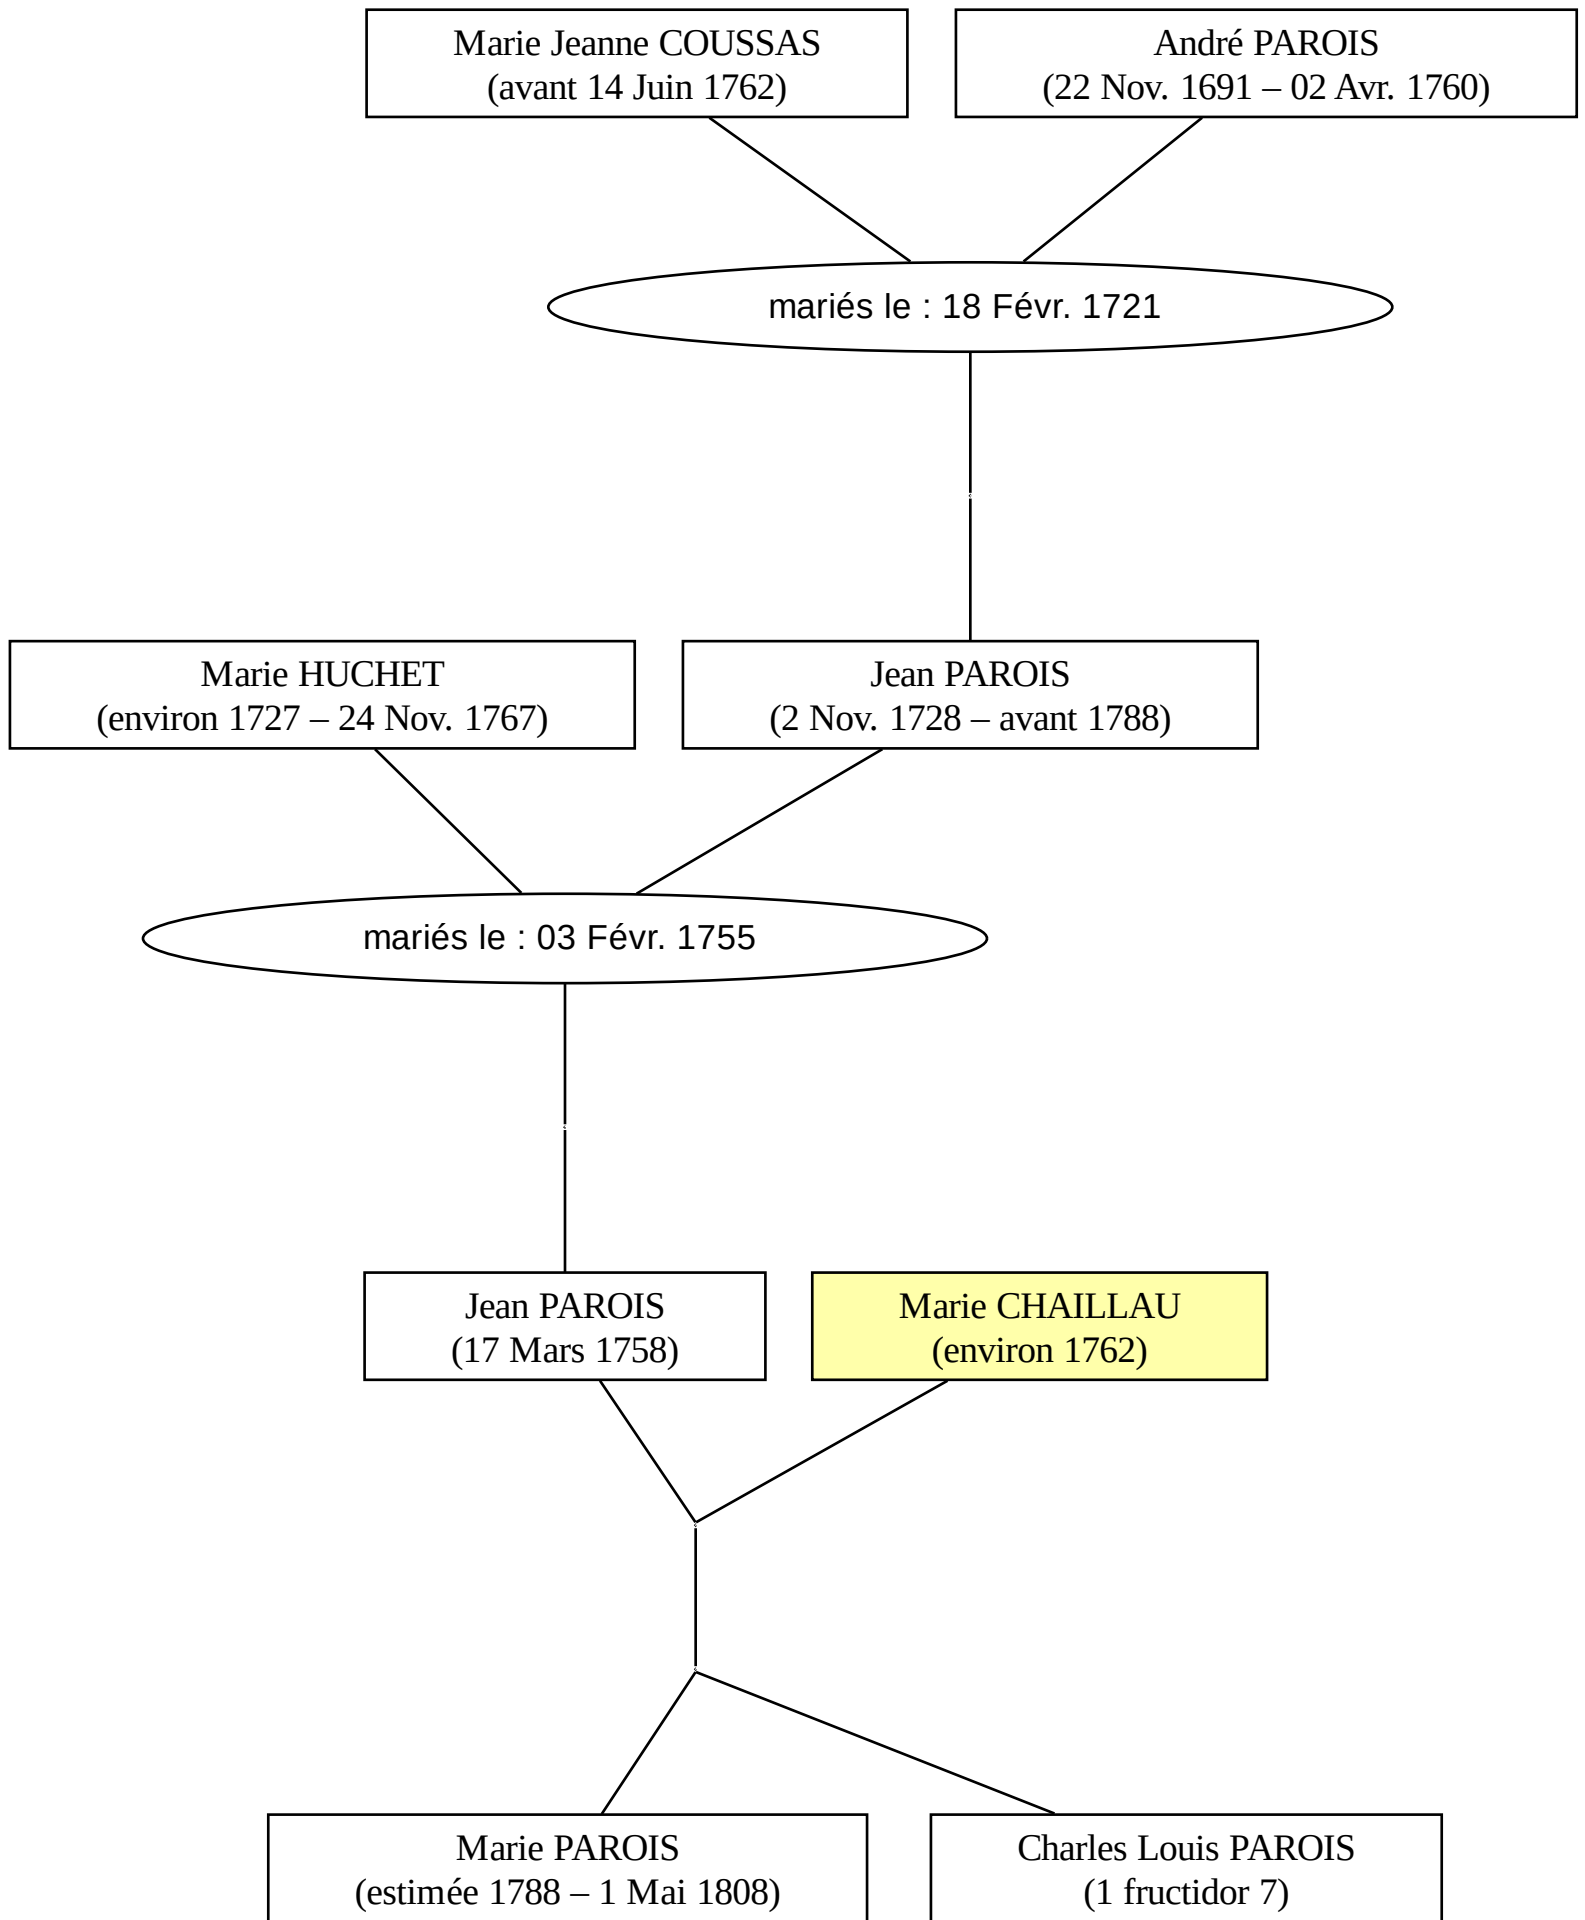 Marie Jeanne COUSSAS
(avant 14 Juin 1762)
André PAROIS
(22 Nov. 1691 – 02 Avr. 1760)
mariés le : 18 Févr. 1721
Marie HUCHET
(environ 1727 – 24 Nov. 1767)
Jean PAROIS
(2 Nov. 1728 – avant 1788)
mariés le : 03 Févr. 1755
Jean PAROIS
(17 Mars 1758)
Marie CHAILLAU
(environ 1762)
Marie PAROIS
(estimée 1788 – 1 Mai 1808)
Charles Louis PAROIS
(1 fructidor 7)